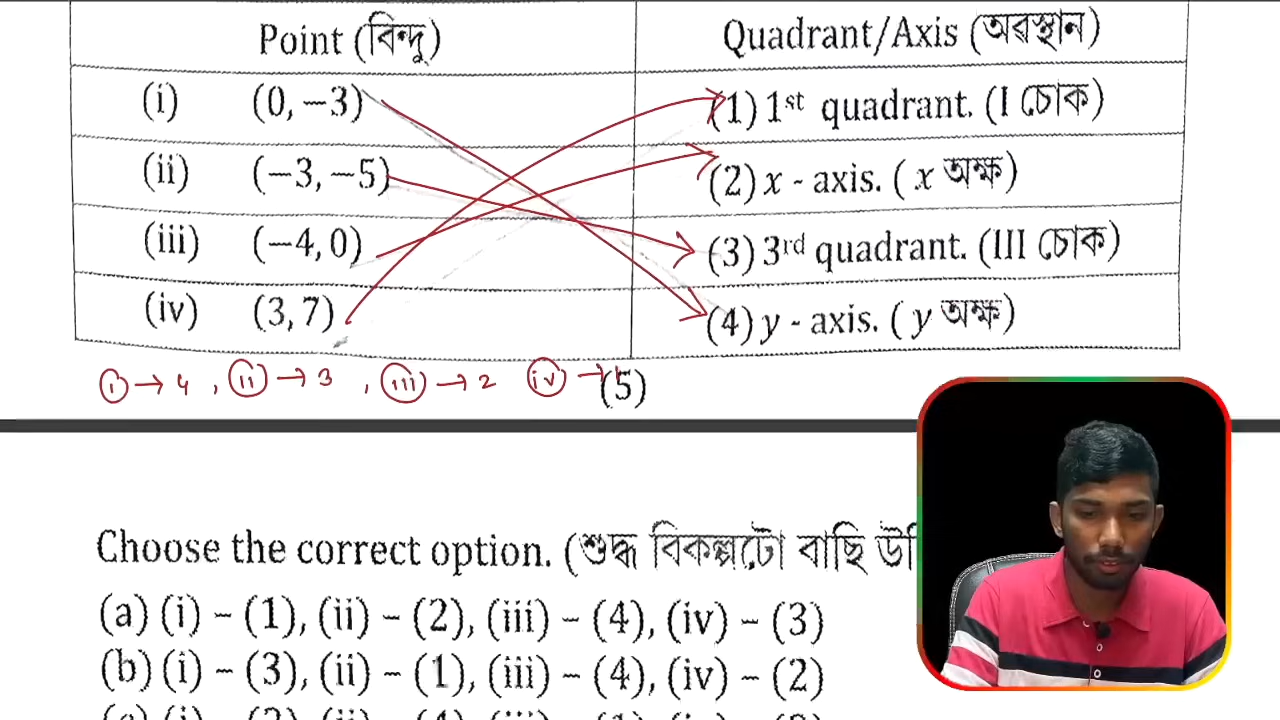 Point (বিন্দু) Quadrant/Axis (অৱস্থান)
(i) (0, −3) (1) 1st quadrant. (I চোক)
(ii) (−3, −5) (2) x - axis. ( x অক্ষ)
(iii) (−4, 0) (3) 3rd quadrant. (III চোক)
(iv) (3, 7) (4) y - axis. ( y অক্ষ)
(i) → 4 , (ii) → 3 , (iii) → 2 (iv) →
(5)
Choose the correct option. (শুদ্ধ বিকল্পটো বাছি
(a) (i) − (1), (ii) − (2), (iii) − (4), (iv) − (3)
(b) (i) − (3), (ii) − (1), (iii) − (4), (iv) − (2)